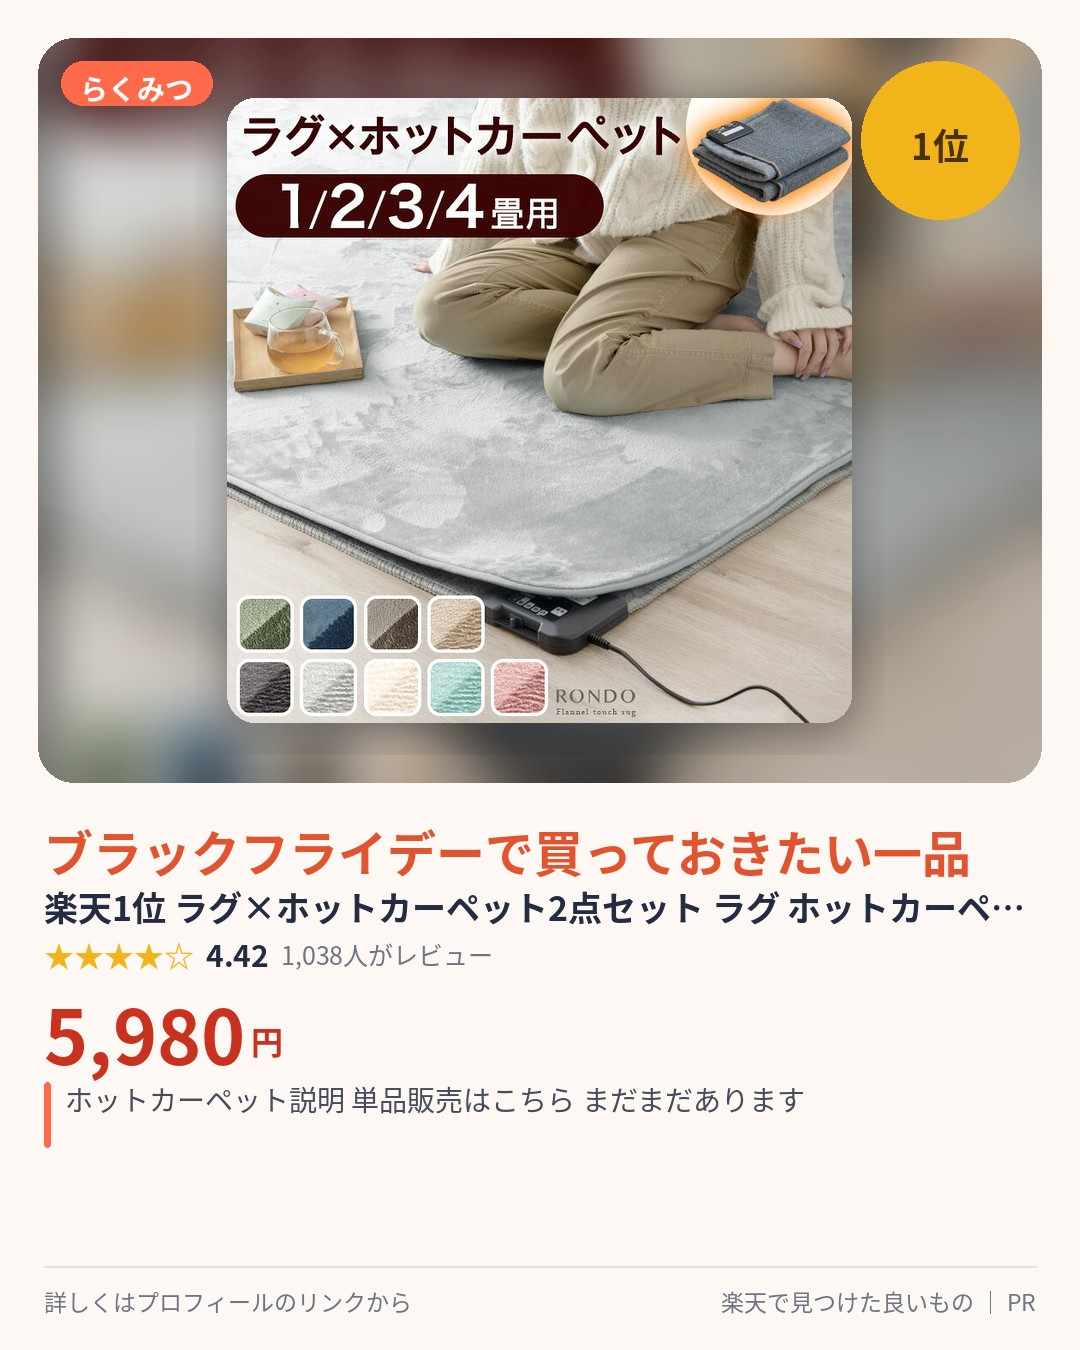 らくみつ
1位
ラグ×ホットカーペット
1/2/3/4畳用
RONDO
Flannel touch rug
ブラックフライデーで買っておきたい一品
楽天1位 ラグ×ホットカーペット2点セット ラグ ホットカーペ…
★★★★☆ 4.42 1,038人がレビュー
5,980円
ホットカーペット説明 単品販売はこちら まだまだあります
詳しくはプロフィールのリンクから
楽天で見つけた良いもの｜PR